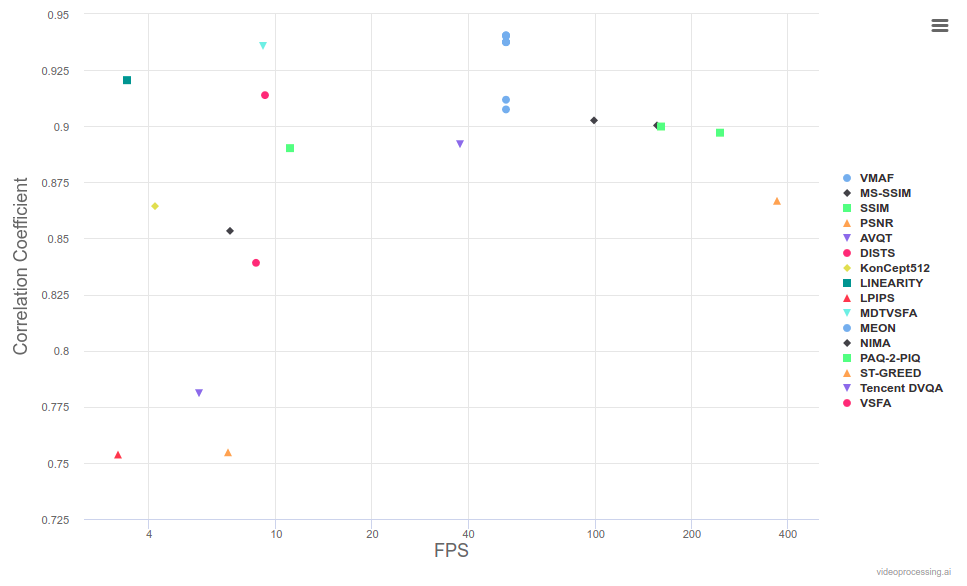 0.95
0.925
0.9
0.875
0.85
0.825
0.8
0.775
0.75
0.725
Correlation Coefficient
4
10
20
40
100
200
400
FPS
VMAF
MS-SSIM
SSIM
PSNR
AVQT
DISTS
KonCept512
LINEARITY
LPIPS
MDTVSFA
MEON
NIMA
PAQ-2-PIQ
ST-GREED
Tencent DVQA
VSFA
videoprocessing.ai